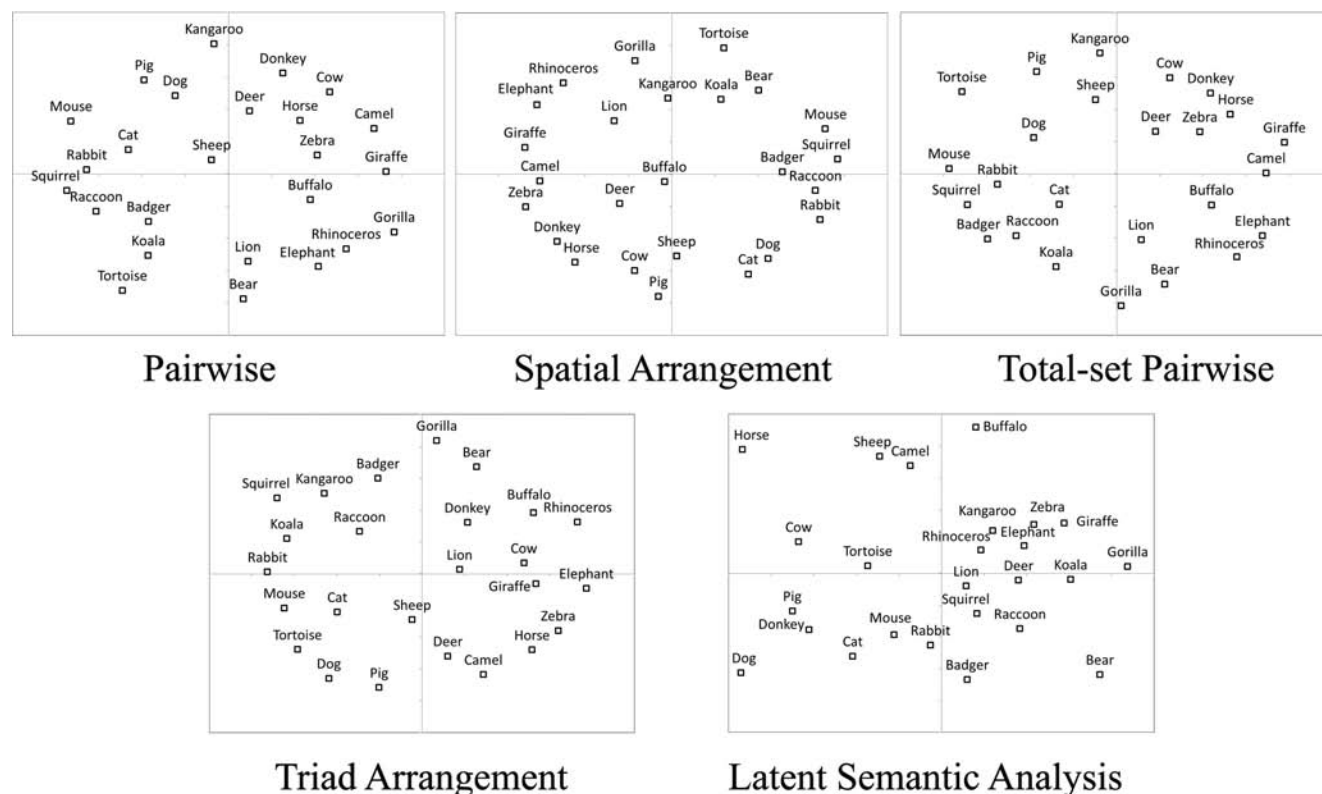 Kangaroo
Pig
Donkey
Dog
Cow
Deer
Horse
Mouse
Camel
Cat
Sheep
Zebra
Rabbit
Giraffe
Squirrel
Buffalo
Raccoon
Badger
Gorilla
Koala
Lion
Rhinoceros
Elephant
Tortoise
Bear
Pairwise
Tortoise
Gorilla
Rhinoceros
Kangaroo
Koala
Bear
Elephant
Lion
Mouse
Giraffe
Squirrel
Camel
Buffalo
Badger
Zebra
Deer
Raccoon
Rabbit
Donkey
Horse
Cow
Sheep
Dog
Cat
Pig
Spatial Arrangement
Kangaroo
Pig
Cow
Tortoise
Sheep
Donkey
Horse
Dog
Deer
Zebra
Giraffe
Mouse
Camel
Rabbit
Squirrel
Cat
Buffalo
Badger
Raccoon
Lion
Elephant
Koala
Rhinoceros
Bear
Gorilla
Total-set Pairwise
Gorilla
Badger
Bear
Squirrel
Kangaroo
Buffalo
Rhinoceros
Koala
Raccoon
Donkey
Rabbit
Lion
Cow
Giraffe
Elephant
Mouse
Cat
Sheep
Zebra
Tortoise
Deer
Horse
Dog
Pig
Camel
Triad Arrangement
Buffalo
Horse
Sheep
Camel
Kangaroo
Zebra
Giraffe
Cow
Rhinoceros
Elephant
Tortoise
Gorilla
Lion
Deer
Koala
Pig
Squirrel
Donkey
Mouse
Raccoon
Cat
Rabbit
Dog
Badger
Bear
Latent Semantic Analysis